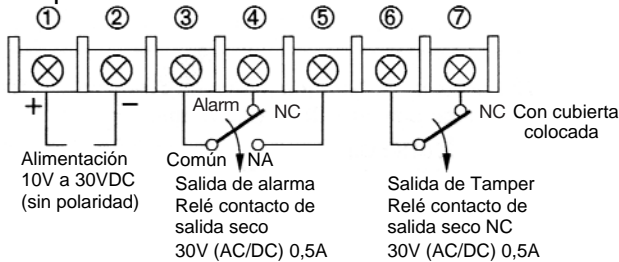 ① ② ③ ④ ⑤ ⑥ ⑦
+ − Alarm NC NC Con cubierta
colocada
Común NA
Alimentación
10V a 30VDC
(sin polaridad)
Salida de alarma
Relé contacto de
salida seco
30V (AC/DC) 0,5A
Salida de Tamper
Relé contacto de
salida seco NC
30V (AC/DC) 0,5A